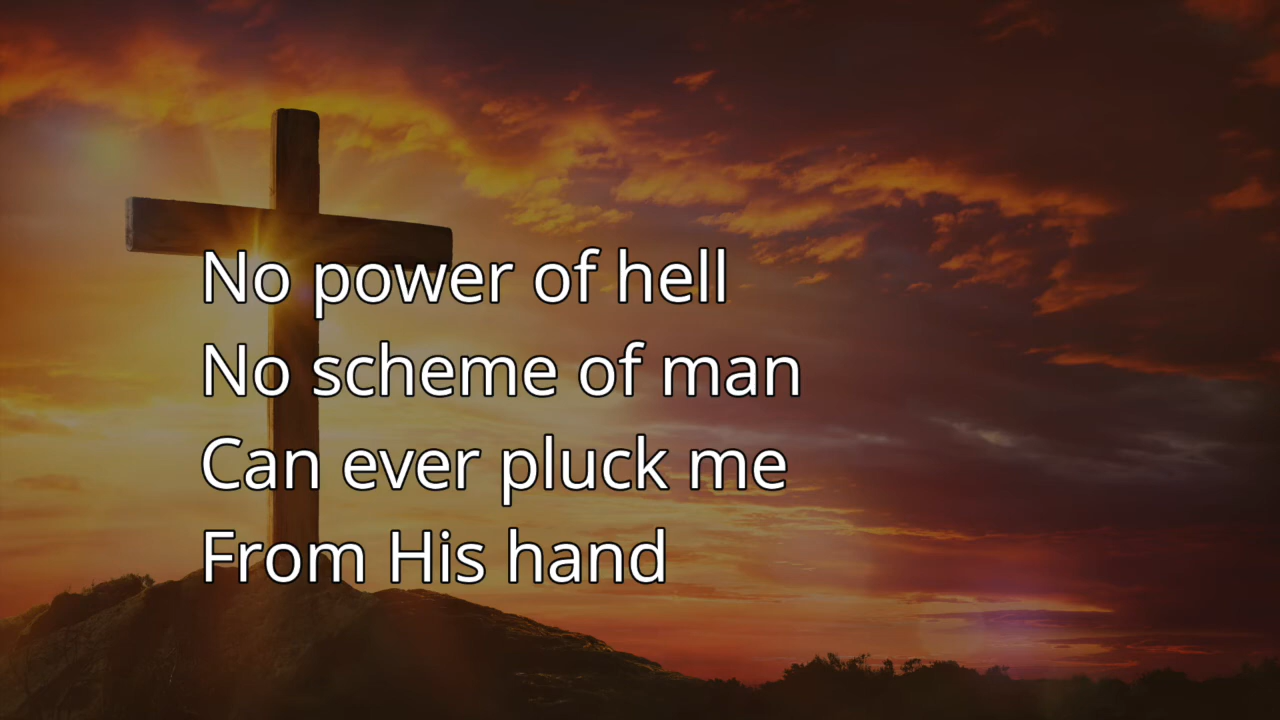 No power of hell
No scheme of man
Can ever pluck me
From His hand